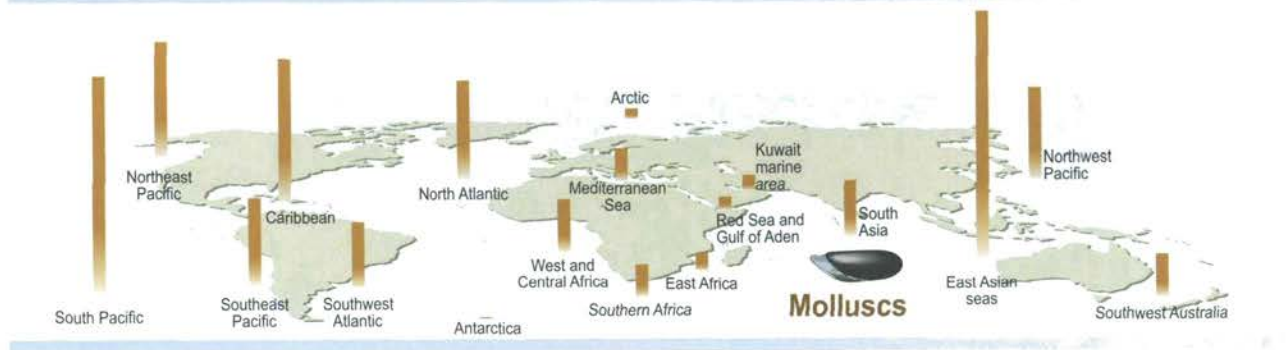 Arctic
Northeast
Pacific
North Atlantic
Mediterranean
Sea
Kuwait
marine
area
Northwest
Pacific
Caribbean
Red Sea and
Gulf of Aden
South
Asia
West and
Central Africa
East Africa
Southern Africa
Southeast
Pacific
Southwest
Atlantic
South Pacific
Antarctica
Molluscs
East Asian
seas
Southwest Australia